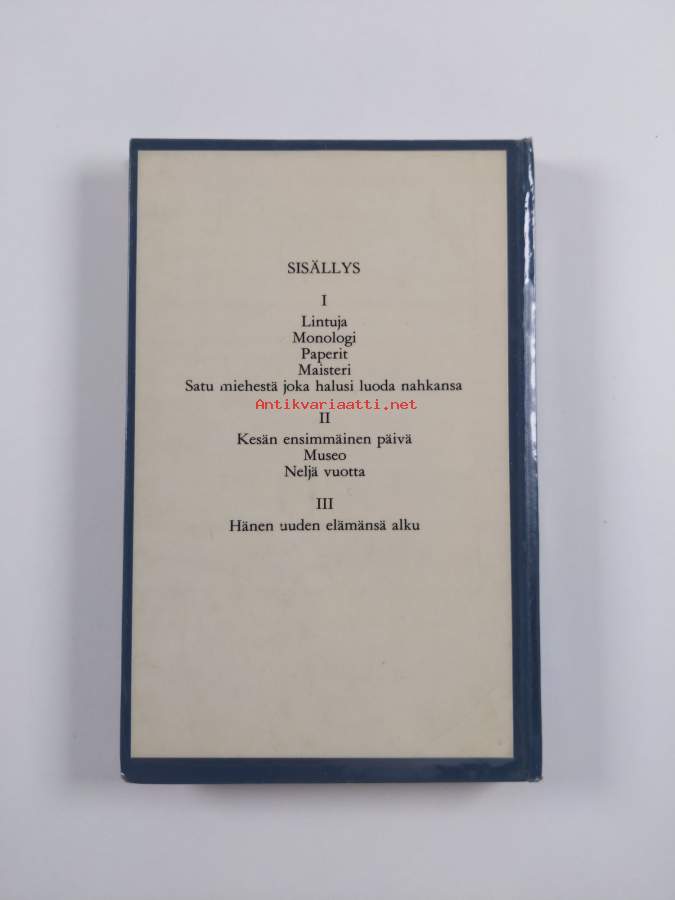 SISÄLLYS
I
Lintuja
Monologi
Paperit
Maisteri
Satu miehestä joka halusi luoda nahkansa
Antikvariaatti.net
II
Kesän ensimmäinen päivä
Museo
Neljä vuotta
III
Hänen uuden elämänsä alku